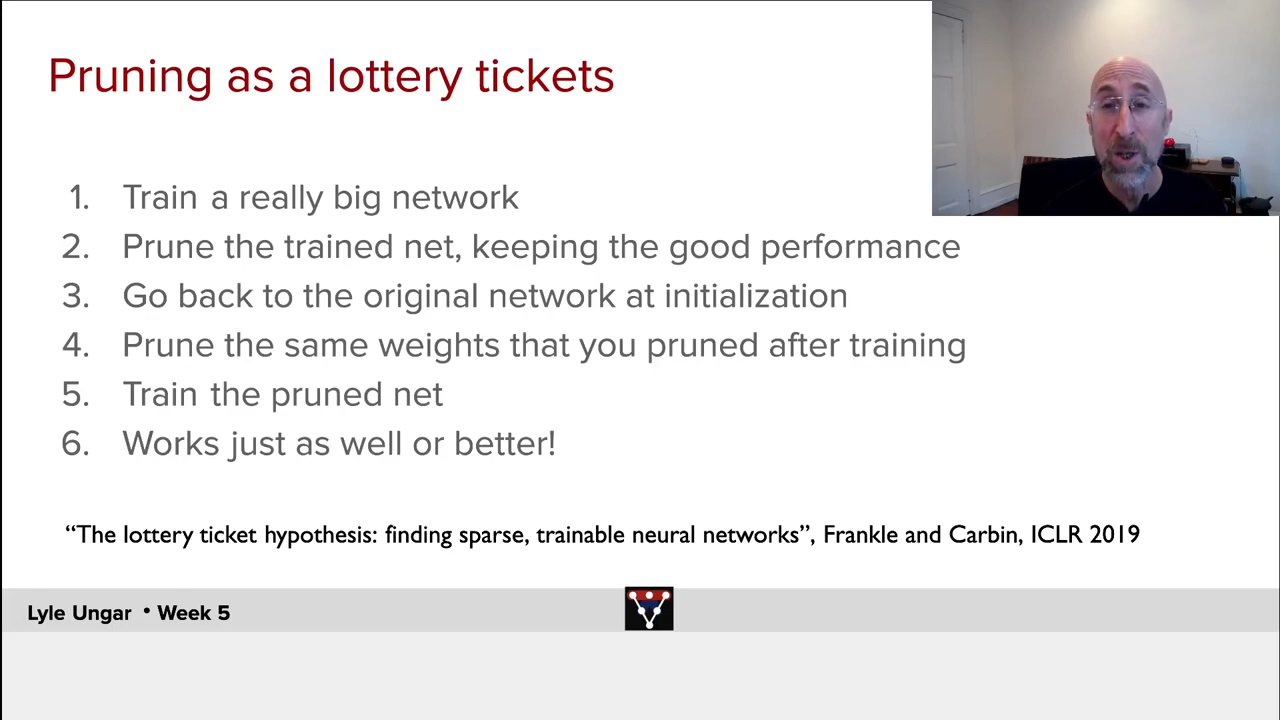 Pruning as a lottery tickets
1. Train a really big network
2. Prune the trained net, keeping the good performance
3. Go back to the original network at initialization
4. Prune the same weights that you pruned after training
5. Train the pruned net
6. Works just as well or better!
“The lottery ticket hypothesis: finding sparse, trainable neural networks”, Frankle and Carbin, ICLR 2019
Lyle Ungar • Week 5